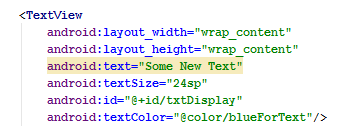 <TextView
android:layout_width="wrap_content"
android:layout_height="wrap_content"
android:text="Some New Text"
android:textSize="24sp"
android:id="@+id/txtDisplay"
android:textColor="@color/blueForText"/>